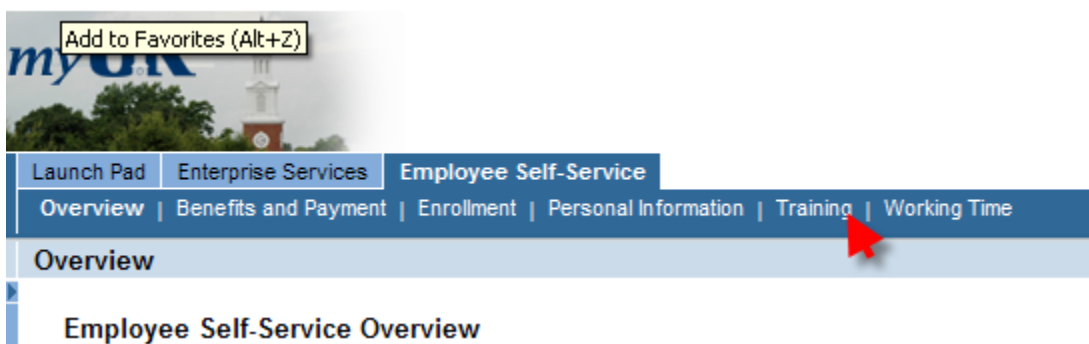 Add to Favorites (Alt+Z)
my
Launch Pad Enterprise Services Employee Self-Service
Overview | Benefits and Payment | Enrollment | Personal Information | Training | Working Time
Overview
Employee Self-Service Overview